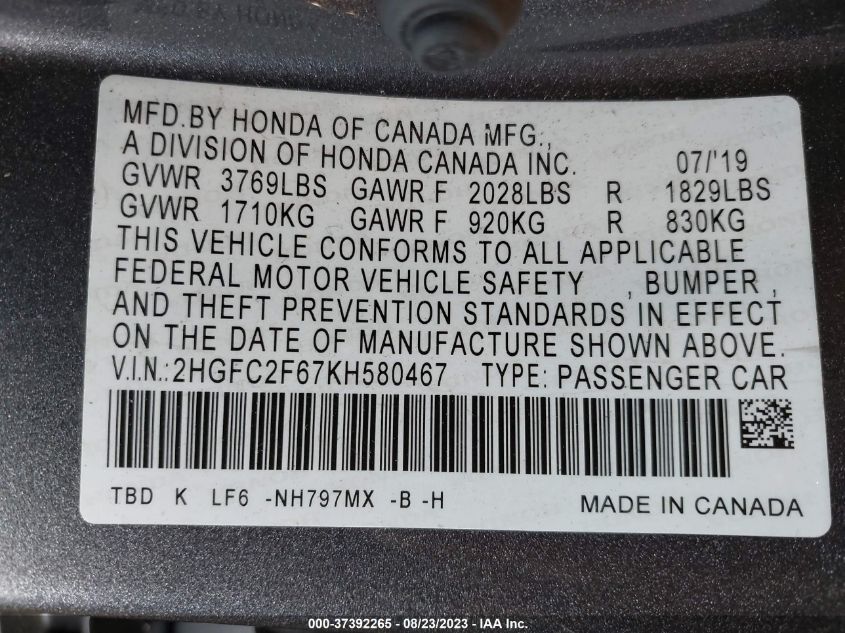 MFD.BY HONDA OF CANADA MFG.,
A DIVISION OF HONDA CANADA INC. 07/'19
GVWR 3769LBS GAWR F 2028LBS R 1829LBS
GVWR 1710KG GAWR F 920KG R 830KG
THIS VEHICLE CONFORMS TO ALL APPLICABLE
FEDERAL MOTOR VEHICLE SAFETY , BUMPER ,
AND THEFT PREVENTION STANDARDS IN EFFECT
ON THE DATE OF MANUFACTURE SHOWN ABOVE.
V.I.N.: 2HGFC2F67KH580467 TYPE: PASSENGER CAR
TBD K LF6 -NH797MX -B -H MADE IN CANADA
000-37392265 - 08/23/2023 - IAA Inc.